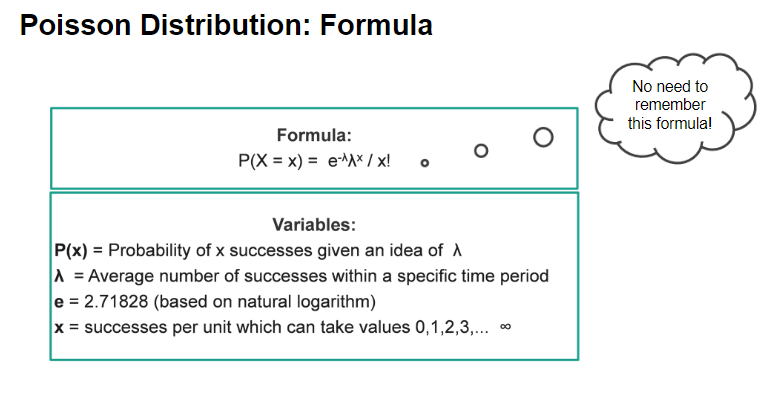 Poisson Distribution: Formula
No need to
remember
this formula!
Formula:
P(X = x) = e⁻ᶺλˣ / x!
Variables:
P(x) = Probability of x successes given an idea of λ
λ = Average number of successes within a specific time period
e = 2.71828 (based on natural logarithm)
x = successes per unit which can take values 0,1,2,3,... ∞